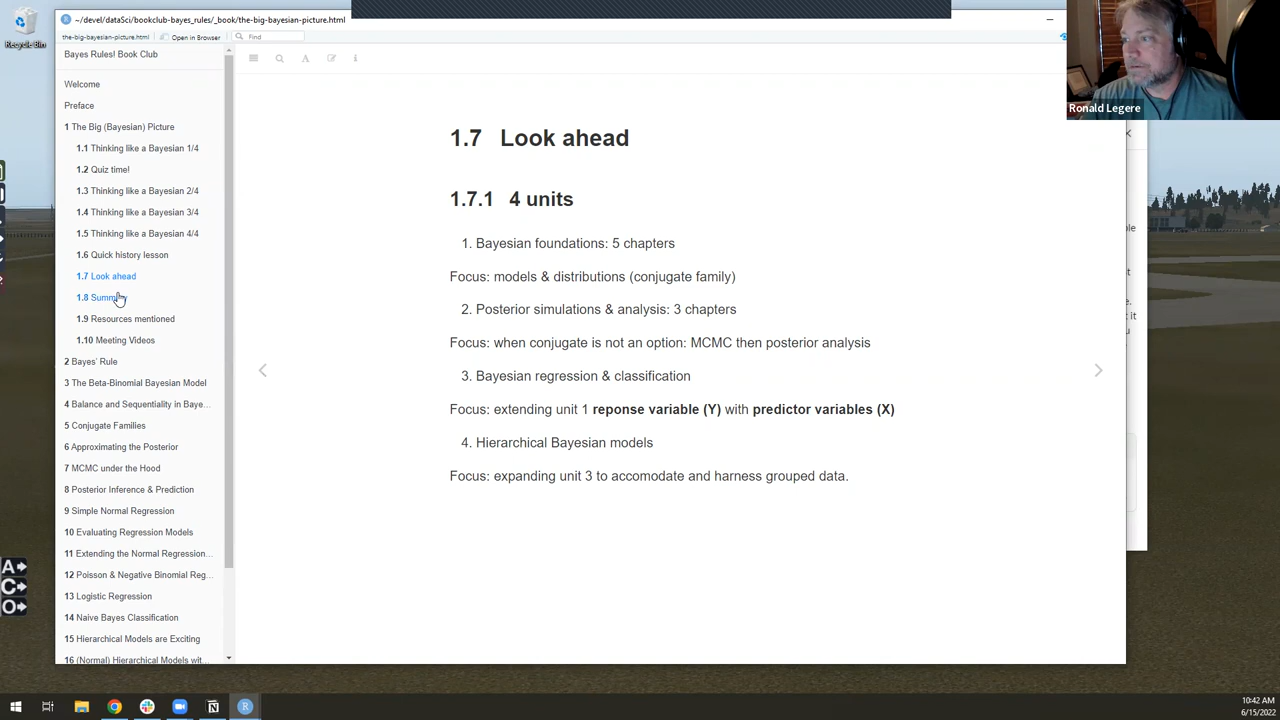 Recycle Bin
~/devel/dataSci/bookclub-bayes_rules/_book/the-big-bayesian-picture.html
the-big-bayesian-picture.html
Open in Browser
Find
Bayes Rules! Book Club
Welcome
Preface
1 The Big (Bayesian) Picture
1.1 Thinking like a Bayesian 1/4
1.2 Quiz time!
1.3 Thinking like a Bayesian 2/4
1.4 Thinking like a Bayesian 3/4
1.5 Thinking like a Bayesian 4/4
1.6 Quick history lesson
1.7 Look ahead
1.9 Resources mentioned
1.10 Meeting Videos
2 Bayes' Rule
3 The Beta-Binomial Bayesian Model
4 Balance and Sequentiality in Baye...
5 Conjugate Families
6 Approximating the Posterior
7 MCMC under the Hood
8 Posterior Inference & Prediction
9 Simple Normal Regression
10 Evaluating Regression Models
11 Extending the Normal Regression...
12 Poisson & Negative Binomial Reg...
13 Logistic Regression
14 Naive Bayes Classification
15 Hierarchical Models are Exciting
16 (Normal) Hierarchical Models wit...
1.7 Look ahead
1.7.1 4 units
1. Bayesian foundations: 5 chapters
Focus: models & distributions (conjugate family)
2. Posterior simulations & analysis: 3 chapters
Focus: when conjugate is not an option: MCMC then posterior analysis
3. Bayesian regression & classification
Focus: extending unit 1 reponse variable (Y) with predictor variables (X)
4. Hierarchical Bayesian models
Focus: expanding unit 3 to accomodate and harness grouped data.
Ronald Legere
A
C
O
10:42 AM
6/15/2022